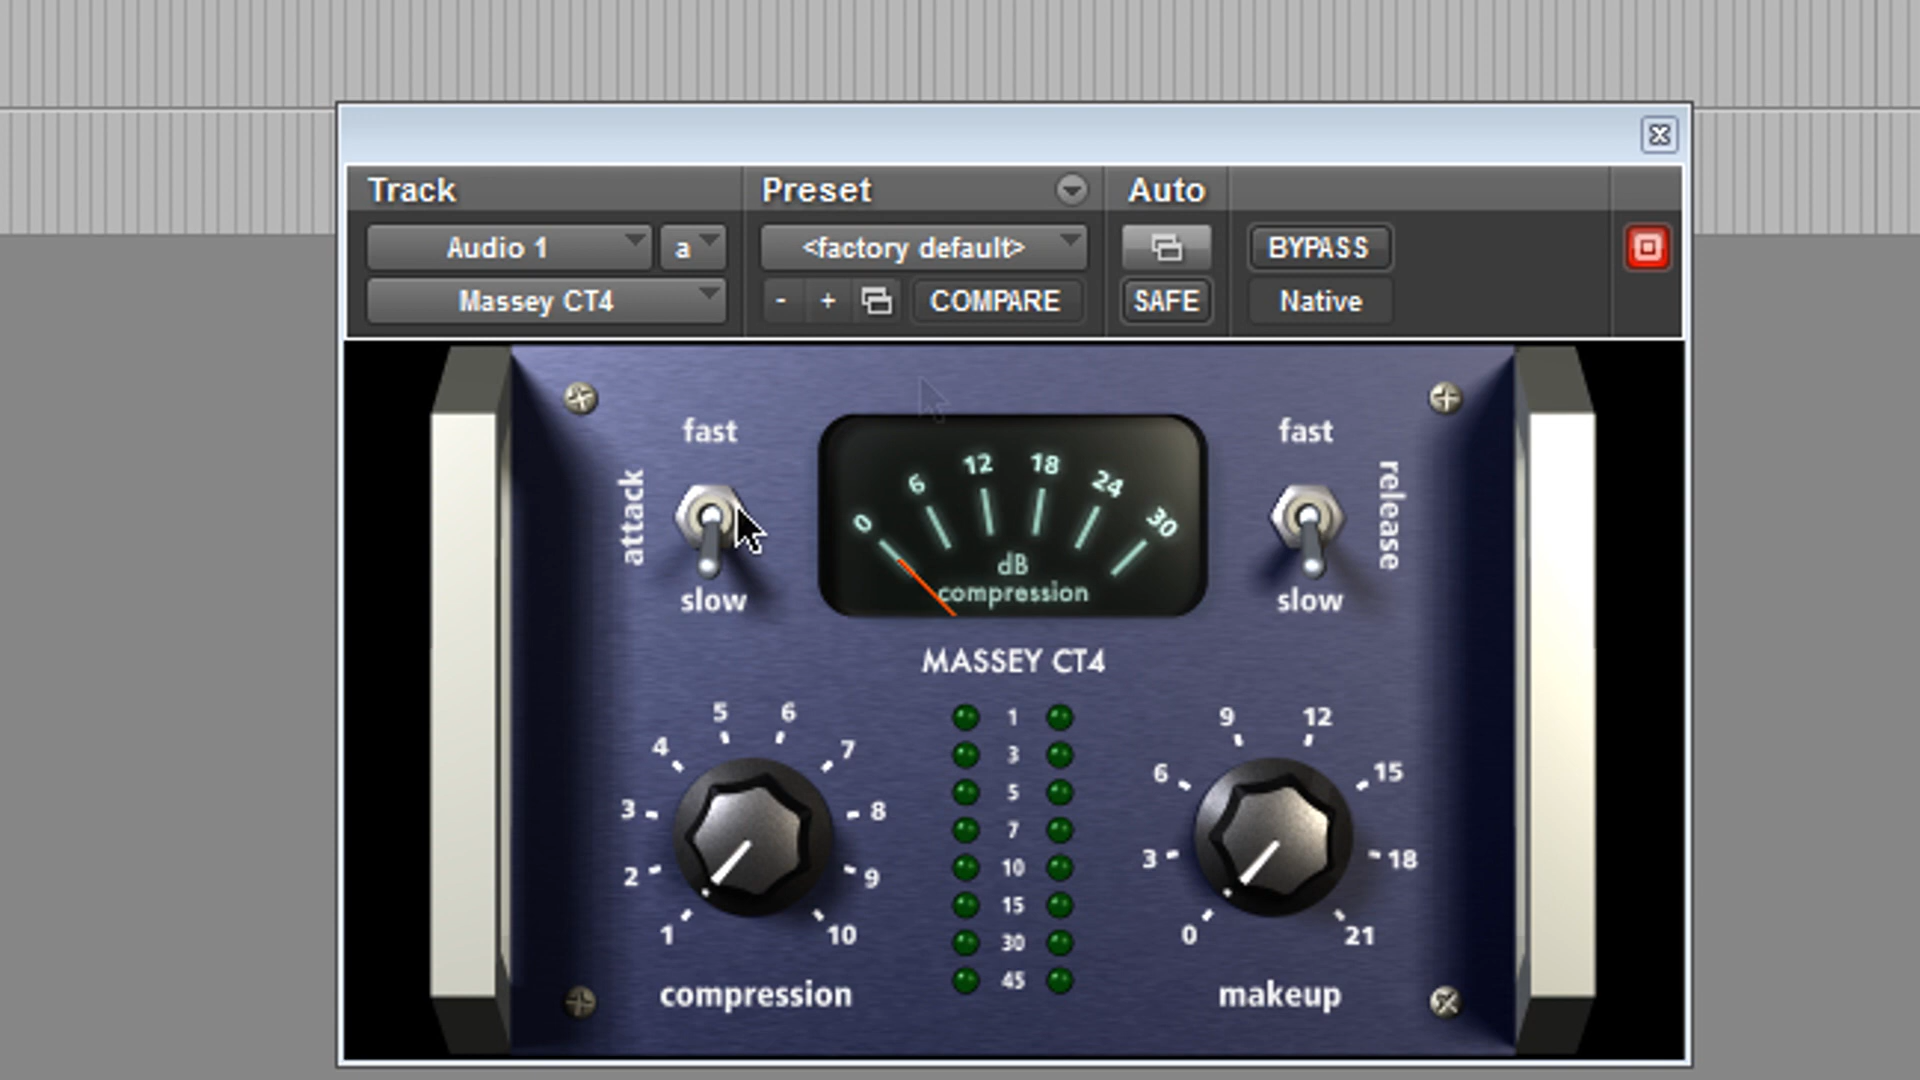 Track
Preset
Auto
Audio 1
a
<factory default>
BYPASS
Massey CT4
- +
COMPARE
SAFE
Native
fast
attack
slow
0 6 12 18 24 30
dB
compression
fast
release
slow
MASSEY CT4
1 2 3 4 5 6 7 8 9 10
compression
1
3
5
7
10
15
30
45
0 3 6 9 12 15 18 21
makeup